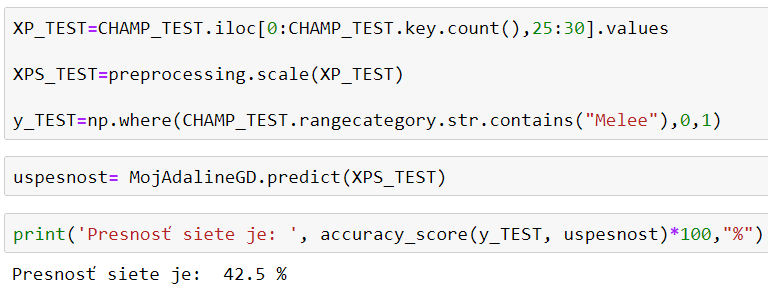 XP_TEST=CHAMP_TEST.iloc[0:CHAMP_TEST.key.count(),25:30].values
XPS_TEST=preprocessing.scale(XP_TEST)
y_TEST=np.where(CHAMP_TEST.rangecategory.str.contains("Melee"),0,1)
uspesnost= MojAdalineGD.predict(XPS_TEST)
print('Presnosť siete je: ', accuracy_score(y_TEST, uspesnost)*100,"%")
Presnosť siete je:  42.5 %